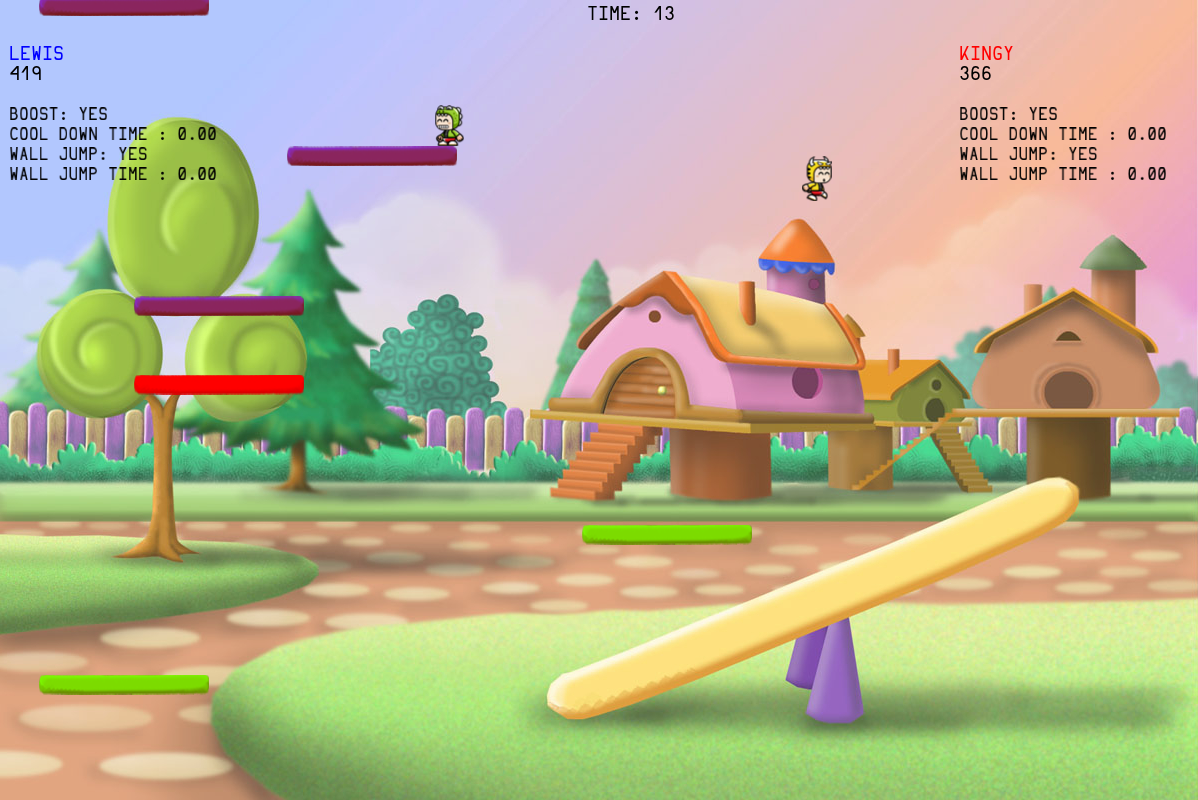 TIME: 13
LEWIS
419
BOOST: YES
COOL DOWN TIME : 0.00
WALL JUMP: YES
WALL JUMP TIME : 0.00
KINGY
366
BOOST: YES
COOL DOWN TIME : 0.00
WALL JUMP: YES
WALL JUMP TIME : 0.00